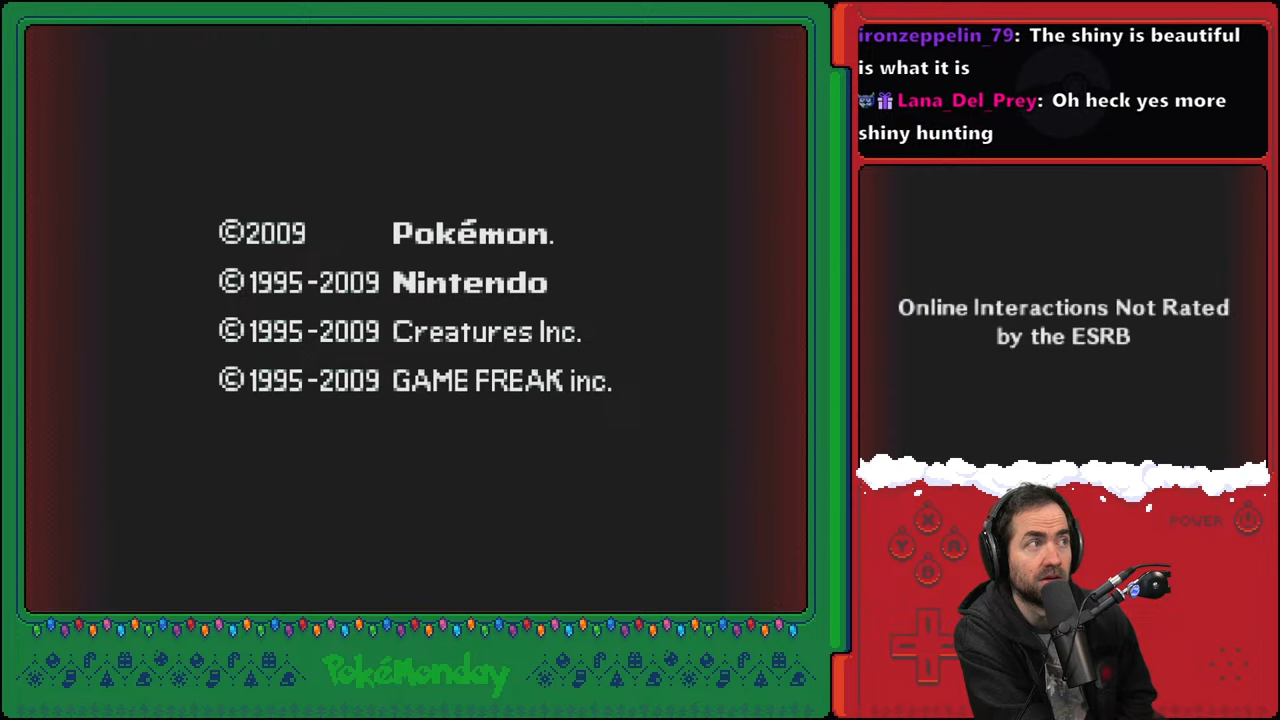 ©2009 Pokémon.
©1995-2009 Nintendo
©1995-2009 Creatures Inc.
©1995-2009 GAME FREAK inc.
ironzeppelin_79: The shiny is beautiful
is what it is
Lana_Del_Prey: Oh heck yes more
shiny hunting
Online Interactions Not Rated
by the ESRB
X
Y
A
B
POWER
PokéMonday